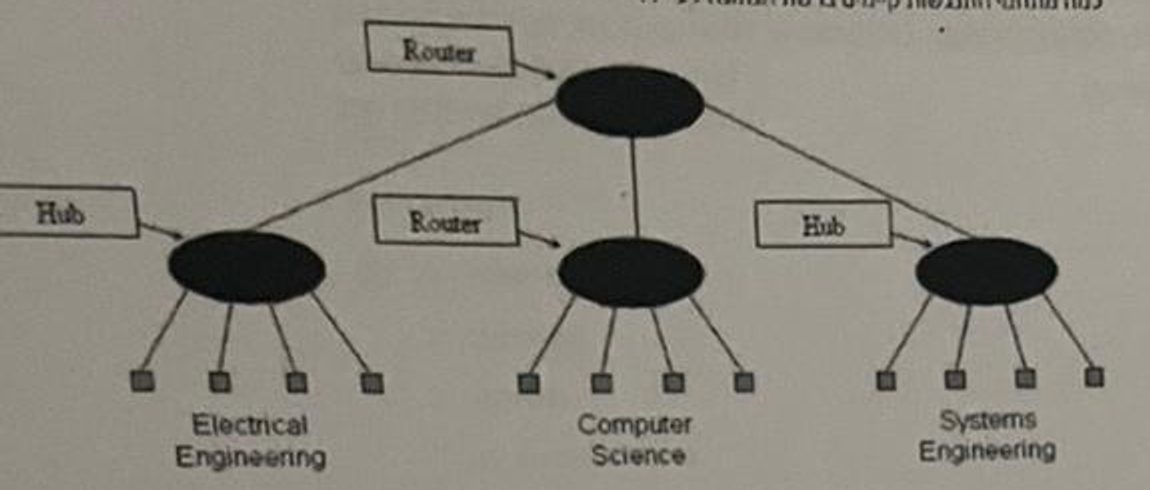 Router
Hub
Router
Hub
Electrical
Engineering
Computer
Science
Systems
Engineering